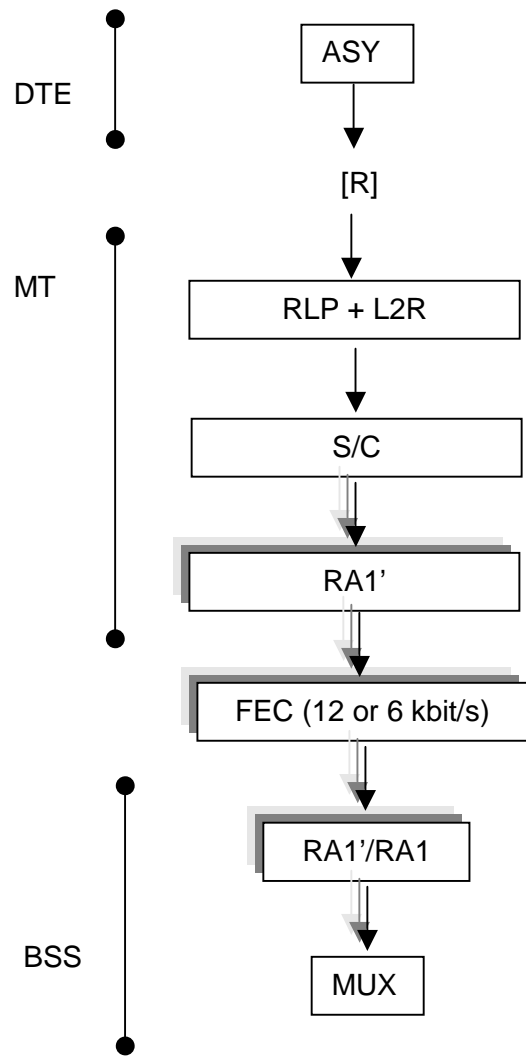 ASY
DTE
[R]
MT
RLP + L2R
S/C
RA1’
FEC (12 or 6 kbit/s)
RA1’/RA1
BSS
MUX